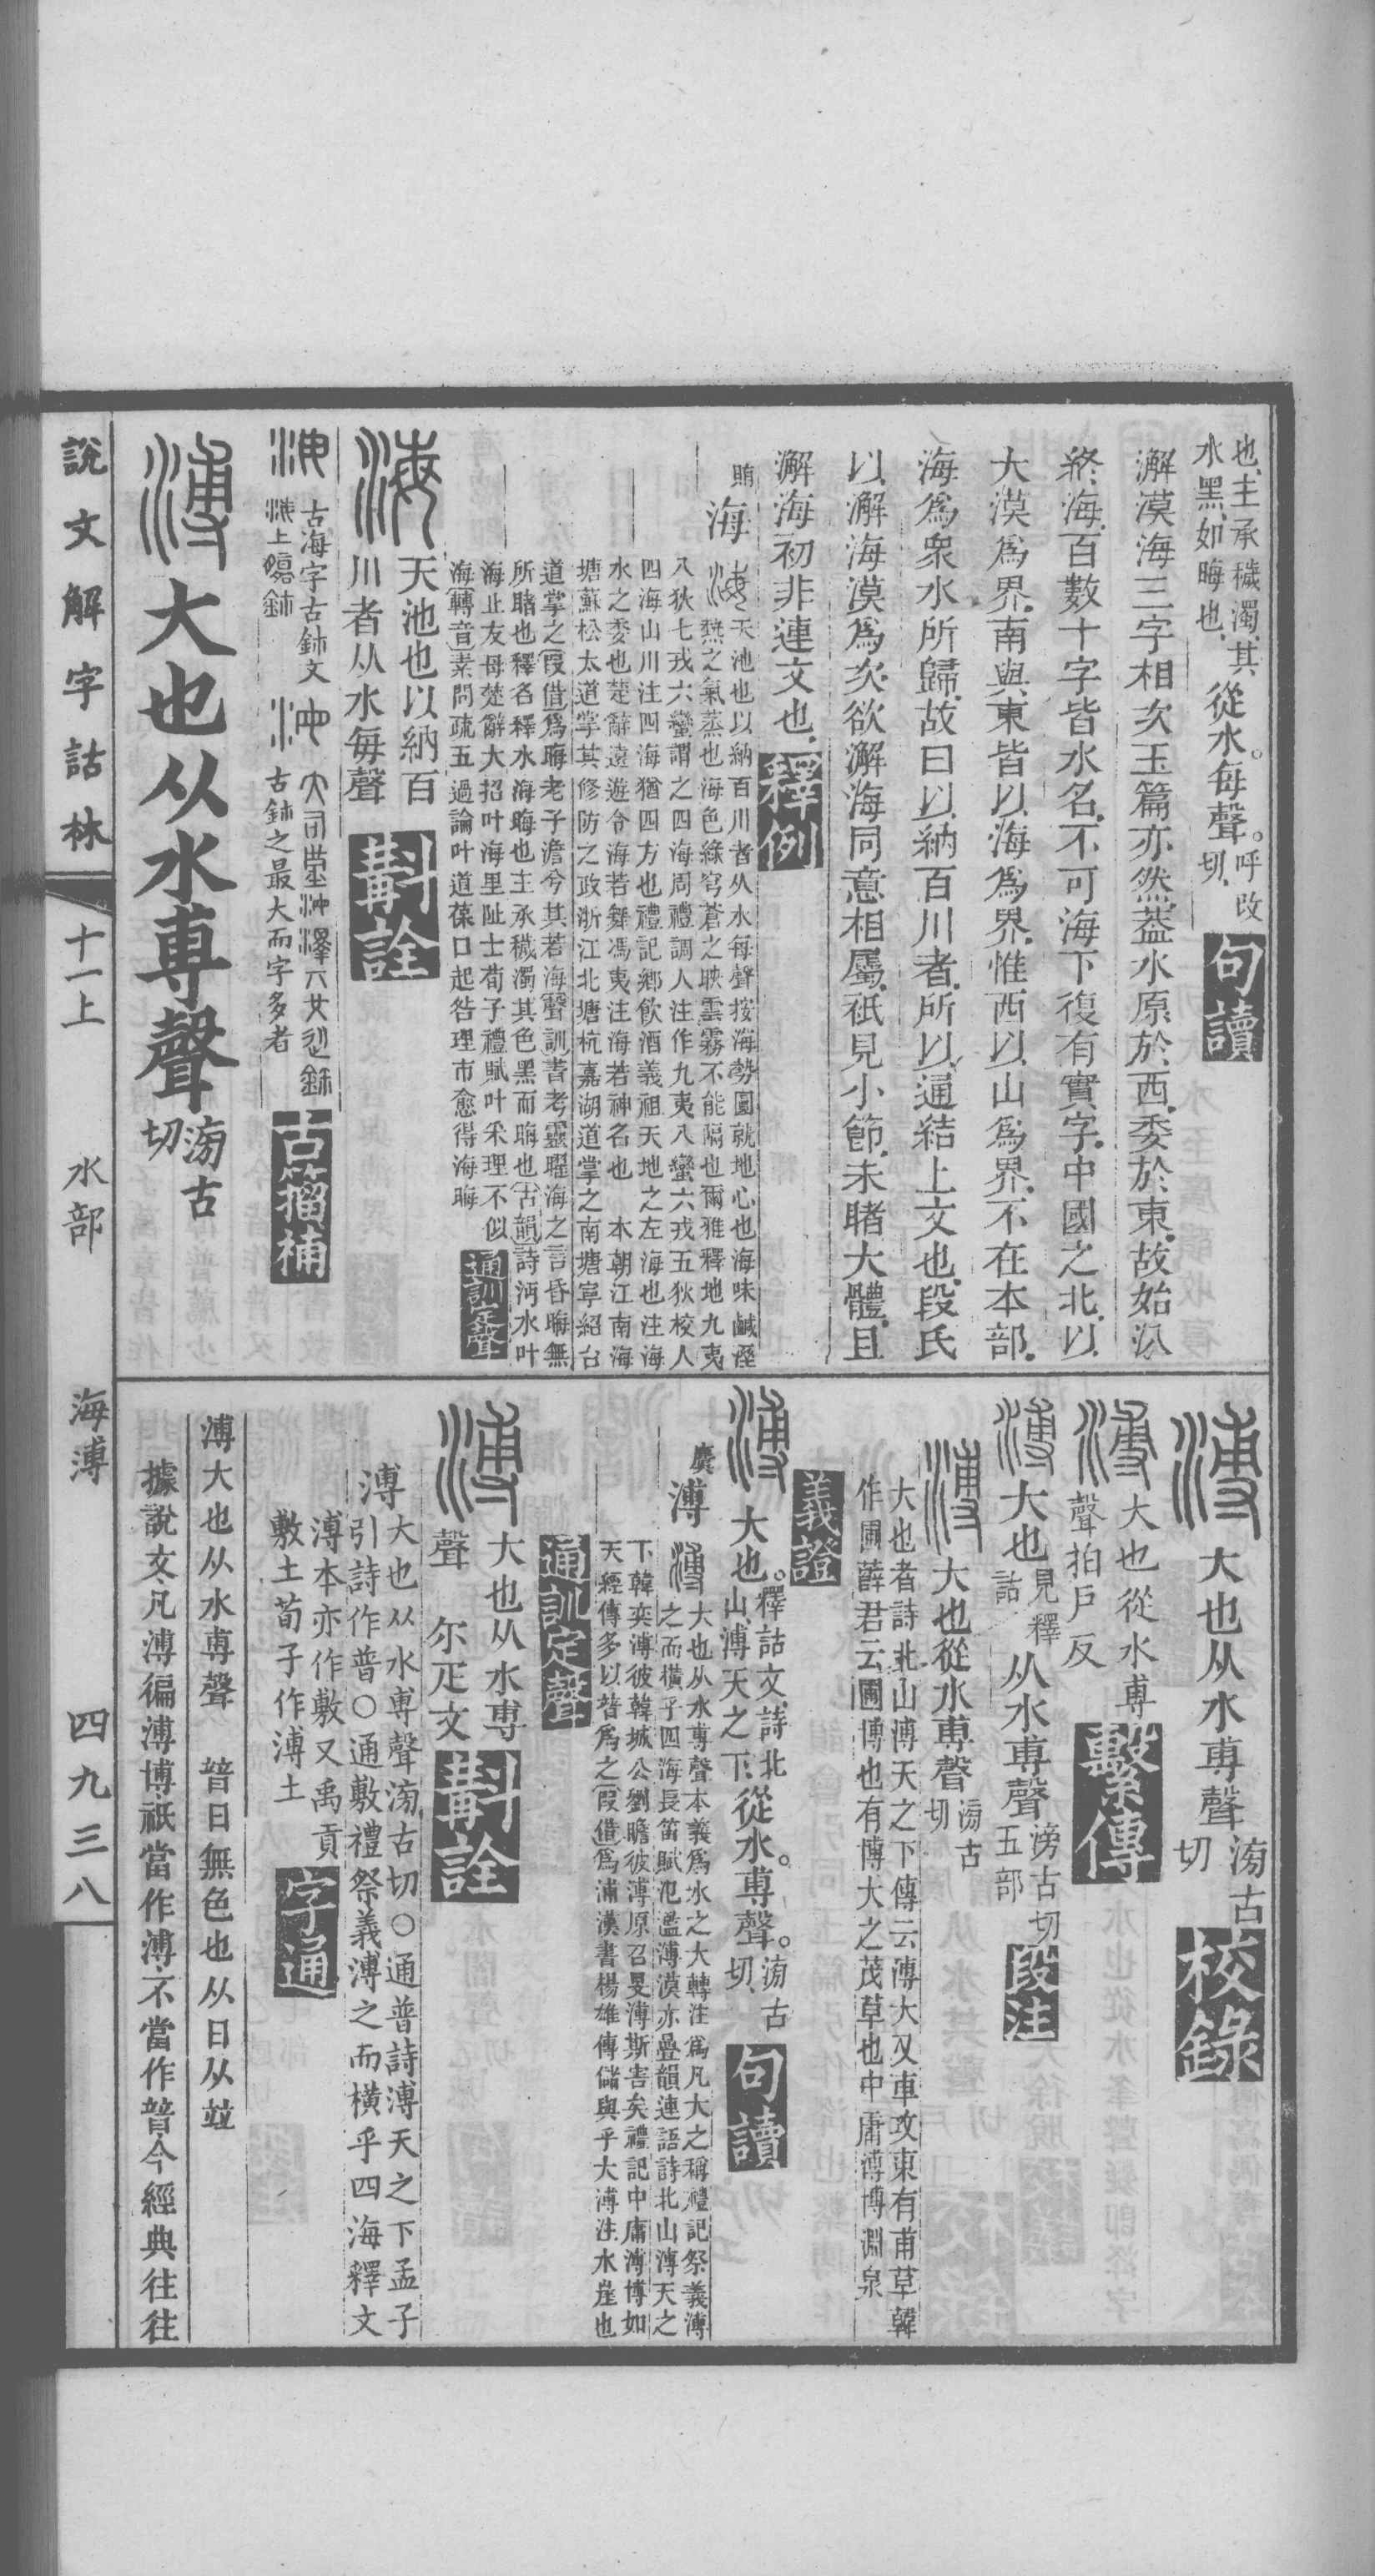 也主承穢濁其
水黑如晦也
從水每聲
呼改
切
句讀
澥漠海三字相次玉篇亦然葢水原於西委於東故始㲼
終海百數十字皆水名不可海下復有實字中國之北以
大漠爲界南與東皆以海爲界惟西以山爲界不在本部
海爲衆水所歸故曰以納百川者所以通結上文也段氏
以澥海漠爲次欲澥海同意相屬祇見小節未睹大體且
澥海初非連文也
釋例
賄
海
天池也以納百川者从水每聲按海勢圓就地心也海味鹹溼
熱之氣蒸也海色綠穹蒼之映雲霧不能隔也爾雅釋地九夷
八狄七戎六蠻謂之四海周禮調人注作九夷八蠻六戎五狄校人
四海山川注四海猶四方也禮記鄉飲酒義祖天地之左海也注海
水之委也楚辭遠遊令海若舞馮夷注海若神名也 本朝江南海
塘蘇松太道掌其修防之政浙江北塘杭嘉湖道掌之南塘寧紹台
道掌之假借爲晦老子澹兮其若海聲訓書考靈曜海之言昏晦無
所睹也釋名釋水海晦也主承穢濁其色黑而晦也古韻詩沔水叶
海止友母楚辭大招叶海里阯士荀子禮賦叶采理不似
海轉音素問疏五過論叶道葆口起咎理市愈得海晦
通訓定聲
海
天池也以納百
川者从水每聲
斠詮
古海字古鉢文
海上
鉢
古鉢之最大而字多者
古籀補
溥
大也从水尃聲
滂古
切
說文解字詁林
十一上
水部
海溥
四九三八
溥
大也从水尃聲
滂古
切
校錄
溥
大也從水尃
聲拍戶反
繫傳
溥
大也
見釋
詁
从水尃聲
滂古切
五部
段注
溥
大也從水尃聲
滂古
切
大也者詩北山溥天之下傳云溥大又車攻東有甫草韓
作圃薛君云圃博也有博大之茂草也中庸溥博淵泉
義證
溥
大也
釋詁文詩北
山溥天之下
從水尃聲
滂古
切
句讀
虞
溥
大也从水尃聲本義爲水之大轉注爲凡大之稱禮記祭義溥
之而橫乎四海長笛賦氾濫溥漠亦疊韻連語詩北山溥天之
下韓奕溥彼韓城公劉瞻彼溥原召旻溥斯害矣禮記中庸溥博如
天經傳多以普爲之假借爲浦漢書楊雄傳儲與乎大溥注水崖也
通訓定聲
溥
大也从水尃
聲 尔疋文
斠詮
溥
大也从水尃聲滂古切○通普詩溥天之下孟子
引詩作普○通敷禮祭義溥之而橫乎四海釋文
溥本亦作敷又禹貢
敷土荀子作溥土
字通
溥大也从水尃聲 普日無色也从日从竝
據說文凡溥徧溥博祇當作溥不當作普今經典往往